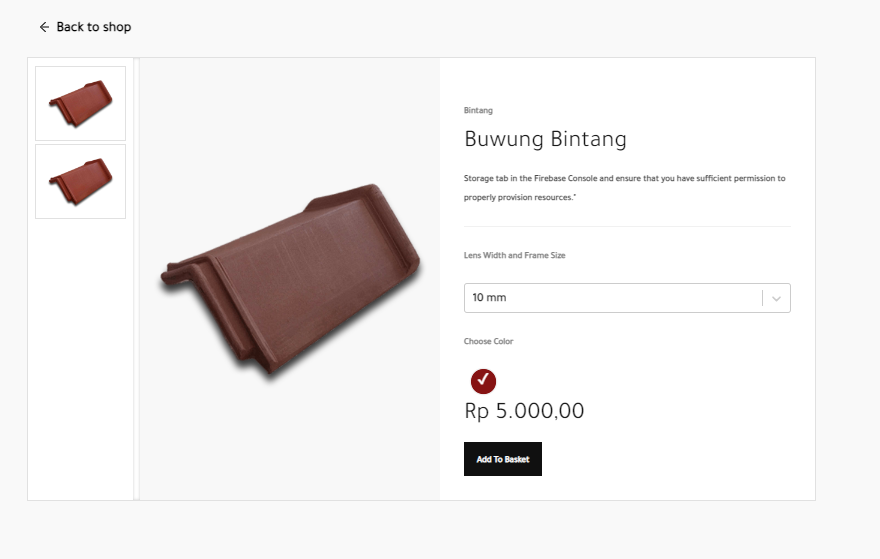 Back to shop
Bintang
Buwung Bintang
Storage tab in the Firebase Console and ensure that you have sufficient permission to
properly provision resources."
Lens Width and Frame Size
10 mm
Choose Color
Rp 5.000,00
Add To Basket